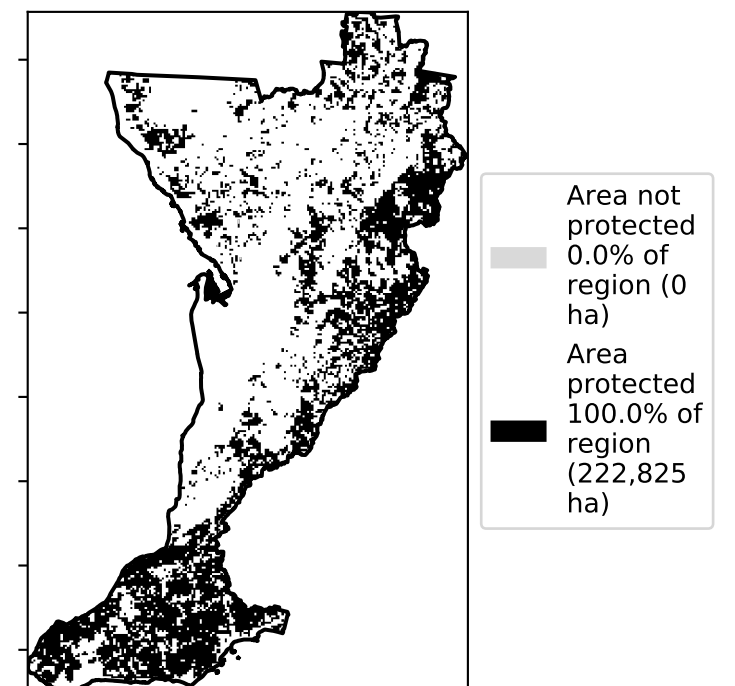 Area not
protected
0.0% of
region (0
ha)
Area
protected
100.0% of
region
(222,825
ha)